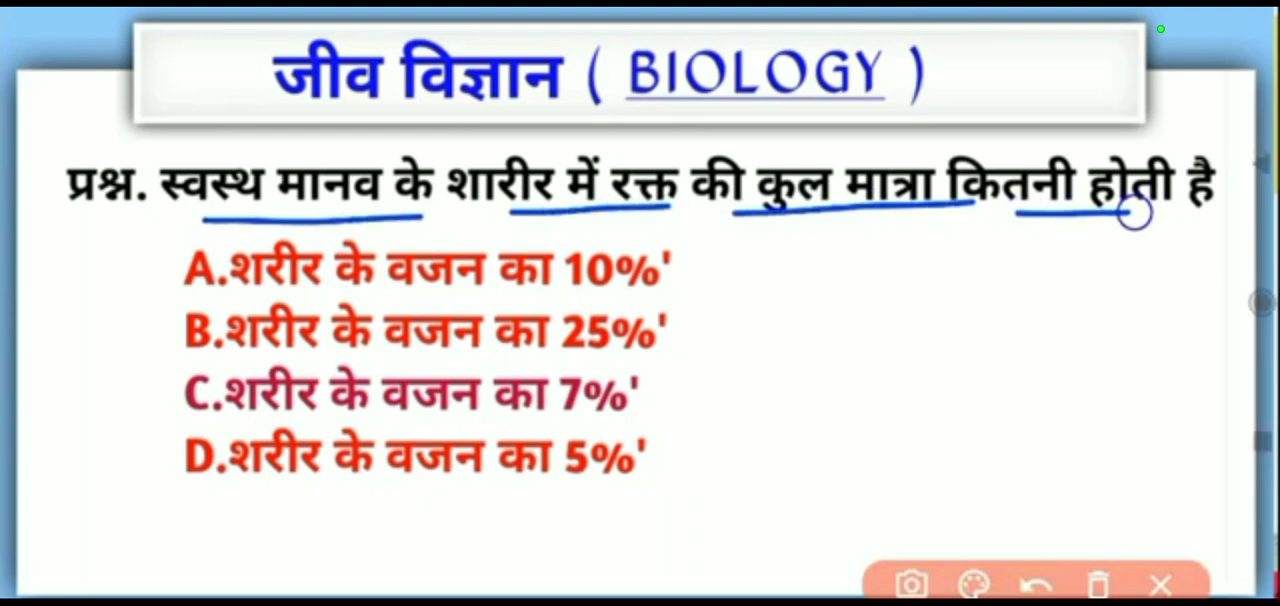 जीव विज्ञान ( BIOLOGY )
प्रश्न. स्वस्थ मानव के शारीर में रक्त की कुल मात्रा कितनी होती है
A.शरीर के वजन का 10%'
B.शरीर के वजन का 25%'
C.शरीर के वजन का 7%'
D.शरीर के वजन का 5%'